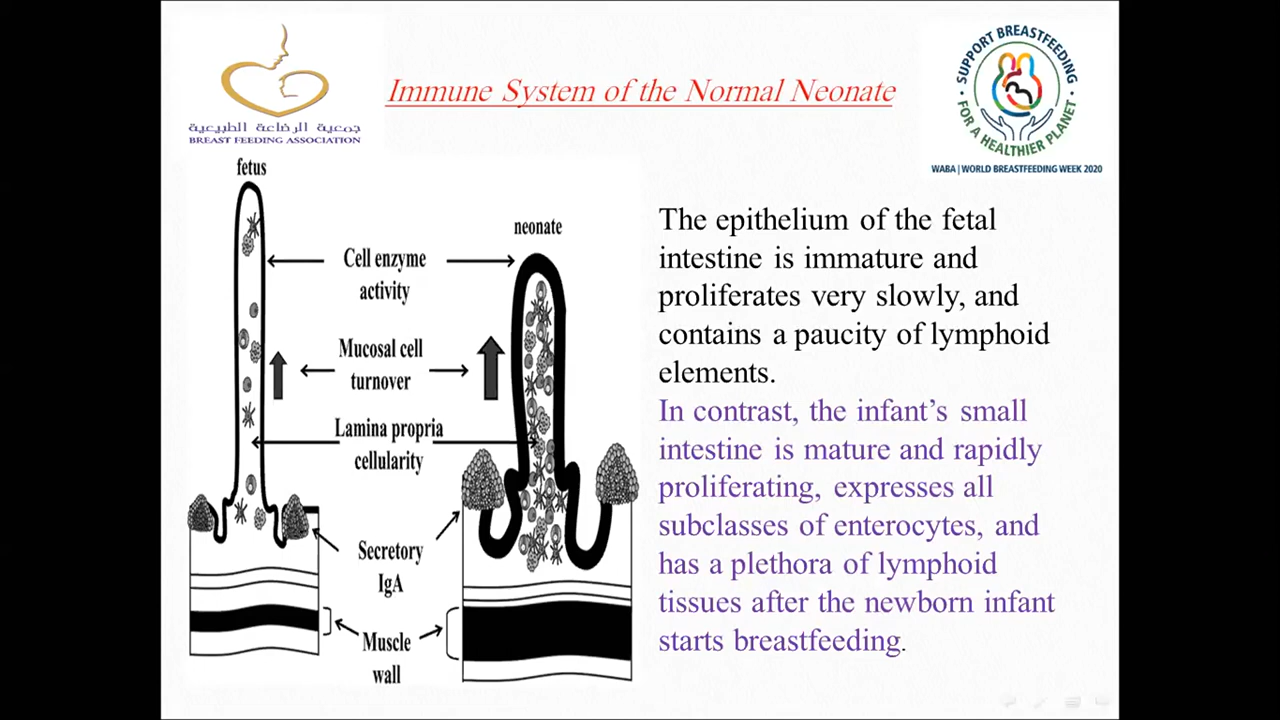 جمعية الرضاعة الطبيعية
BREAST FEEDING ASSOCIATION
Immune System of the Normal Neonate
· SUPPORT BREASTFEEDING ·
FOR A HEALTHIER PLANET
WABA | WORLD BREASTFEEDING WEEK 2020
fetus
neonate
Cell enzyme
activity
Mucosal cell
turnover
Lamina propria
cellularity
Secretory
IgA
Muscle
wall
The epithelium of the fetal
intestine is immature and
proliferates very slowly, and
contains a paucity of lymphoid
elements.
In contrast, the infant’s small
intestine is mature and rapidly
proliferating, expresses all
subclasses of enterocytes, and
has a plethora of lymphoid
tissues after the newborn infant
starts breastfeeding.